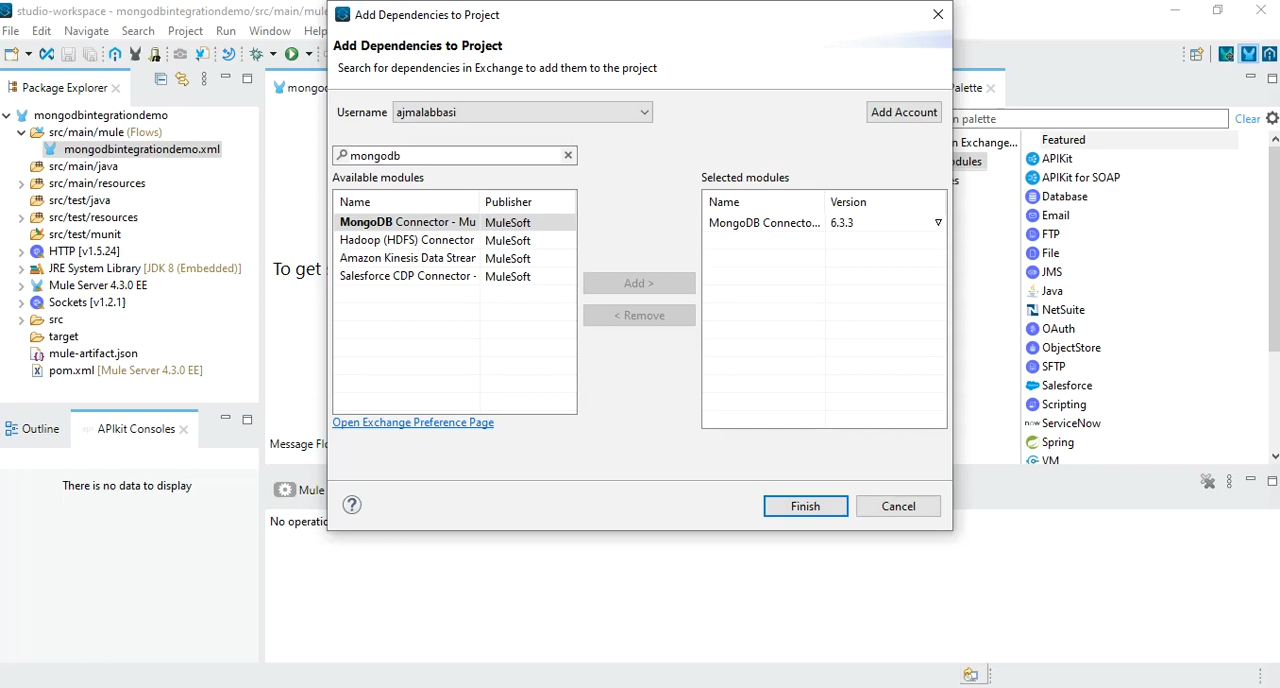 studio-workspace - mongodbintegrationdemo/src/main/mule
File Edit Navigate Search Project Run Window Help
Package Explorer
mongodbintegrationdemo
src/main/mule (Flows)
mongodbintegrationdemo.xml
src/main/java
src/main/resources
src/test/java
src/test/resources
src/test/munit
HTTP [v1.5.24]
JRE System Library [JDK 8 (Embedded)]
Mule Server 4.3.0 EE
Sockets [v1.2.1]
src
target
mule-artifact.json
pom.xml [Mule Server 4.3.0 EE]
Outline APIkit Consoles
There is no data to display
To get
Message
Mule
No
Add Dependencies to Project
Add Dependencies to Project
Search for dependencies in Exchange to add them to the project
Username ajmalabbasi Add Account
mongodb
Available modules
Name Publisher
MongoDB Connector - Mu MuleSoft
Hadoop (HDFS) Connector MuleSoft
Amazon Kinesis Data Strear MuleSoft
Salesforce CDP Connector - MuleSoft
Add >
< Remove
Selected modules
Name Version
MongoDB Connecto... 6.3.3
Open Exchange Preference Page
Finish Cancel
Palette
in palette Clear
in Exchange...
Featured
APIKit
APIKit for SOAP
Database
Email
FTP
File
JMS
Java
NetSuite
OAuth
ObjectStore
SFTP
Salesforce
Scripting
now ServiceNow
Spring
VM